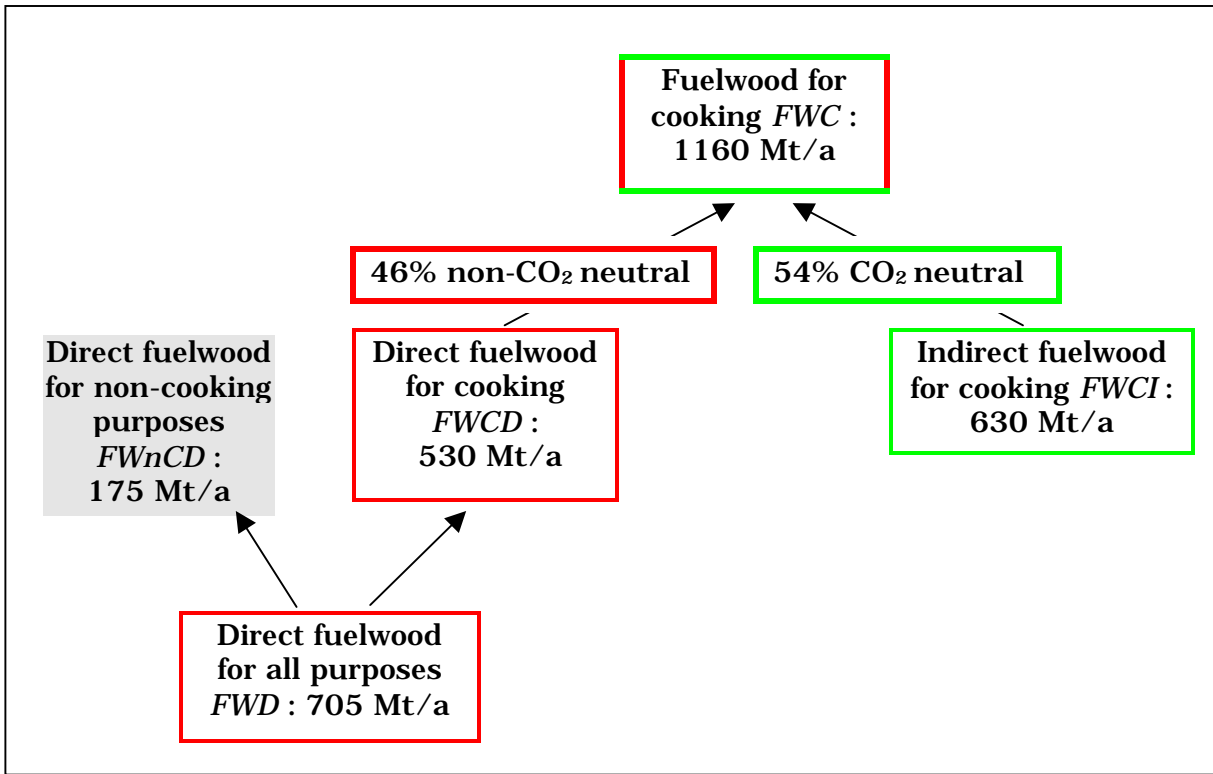 Fuelwood for
cooking FWC :
1160 Mt/a
46% non-CO₂ neutral
54% CO₂ neutral
Direct fuelwood
for non-cooking
purposes
FWnCD :
175 Mt/a
Direct fuelwood
for cooking
FWCD :
530 Mt/a
Indirect fuelwood
for cooking FWCI :
630 Mt/a
Direct fuelwood
for all purposes
FWD : 705 Mt/a